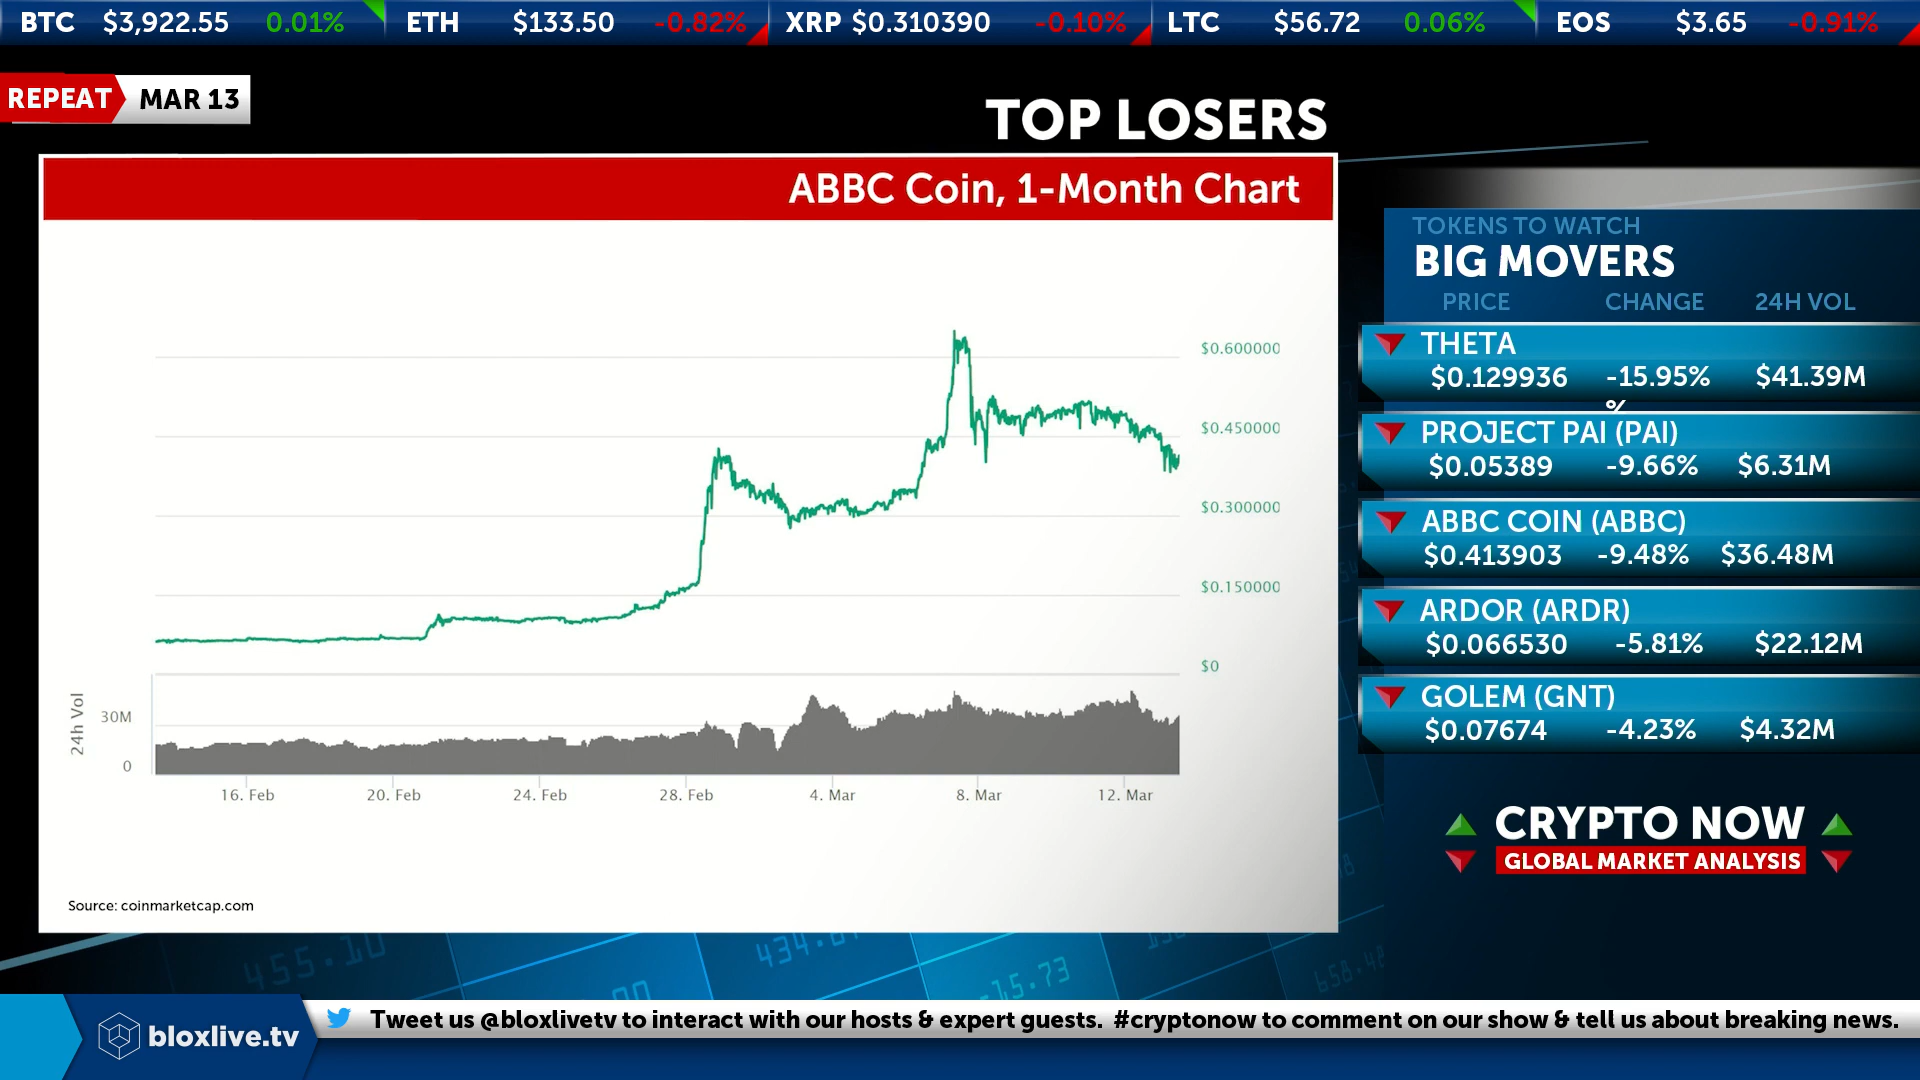 BTC $3,922.55 0.01% ETH $133.50 -0.82% XRP $0.310390 -0.10% LTC $56.72 0.06% EOS $3.65 -0.91%
REPEAT MAR 13
TOP LOSERS
ABBC Coin, 1-Month Chart
$0.600000
$0.450000
$0.300000
$0.150000
$0
24h Vol
30M
0
16. Feb 20. Feb 24. Feb 28. Feb 4. Mar 8. Mar 12. Mar
Source: coinmarketcap.com
TOKENS TO WATCH
BIG MOVERS
PRICE CHANGE 24H VOL
THETA
$0.129936 -15.95% $41.39M
%
PROJECT PAI (PAI)
$0.05389 -9.66% $6.31M
ABBC COIN (ABBC)
$0.413903 -9.48% $36.48M
ARDOR (ARDR)
$0.066530 -5.81% $22.12M
GOLEM (GNT)
$0.07674 -4.23% $4.32M
CRYPTO NOW
GLOBAL MARKET ANALYSIS
455.10
15.73
658.48
bloxlive.tv
Tweet us @bloxlivetv to interact with our hosts & expert guests. #cryptonow to comment on our show & tell us about breaking news.